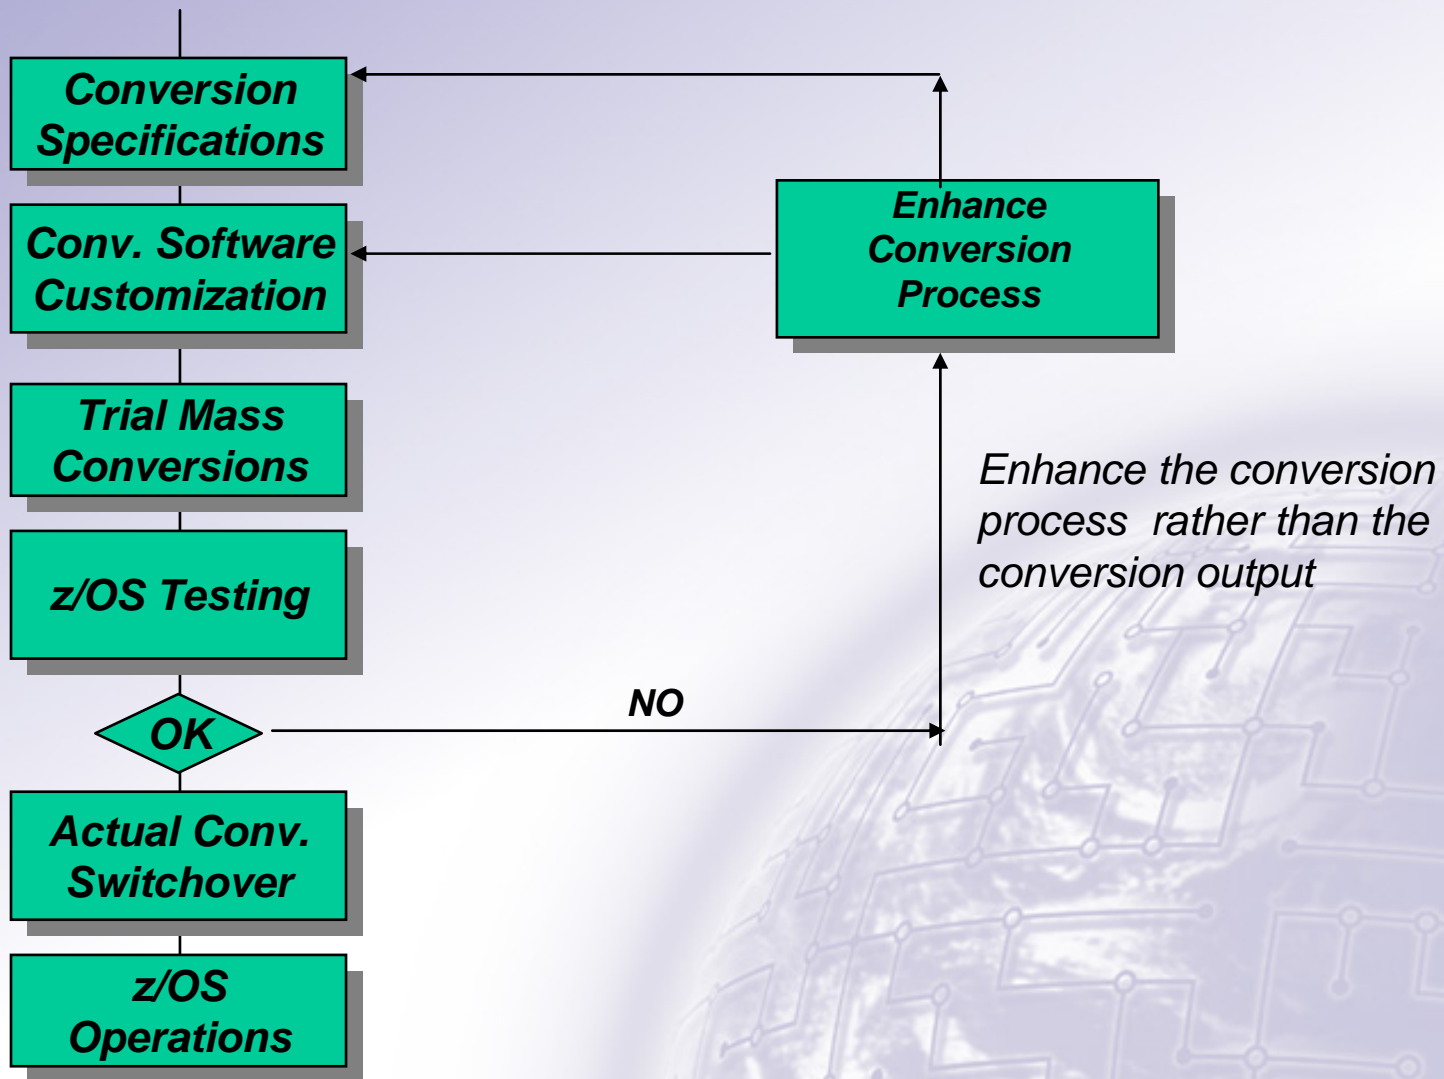 Conversion
Specifications
Conv. Software
Customization
Trial Mass
Conversions
z/OS Testing
OK
Actual Conv.
Switchover
z/OS
Operations
NO
Enhance
Conversion
Process
Enhance the conversion
process  rather than the
conversion output